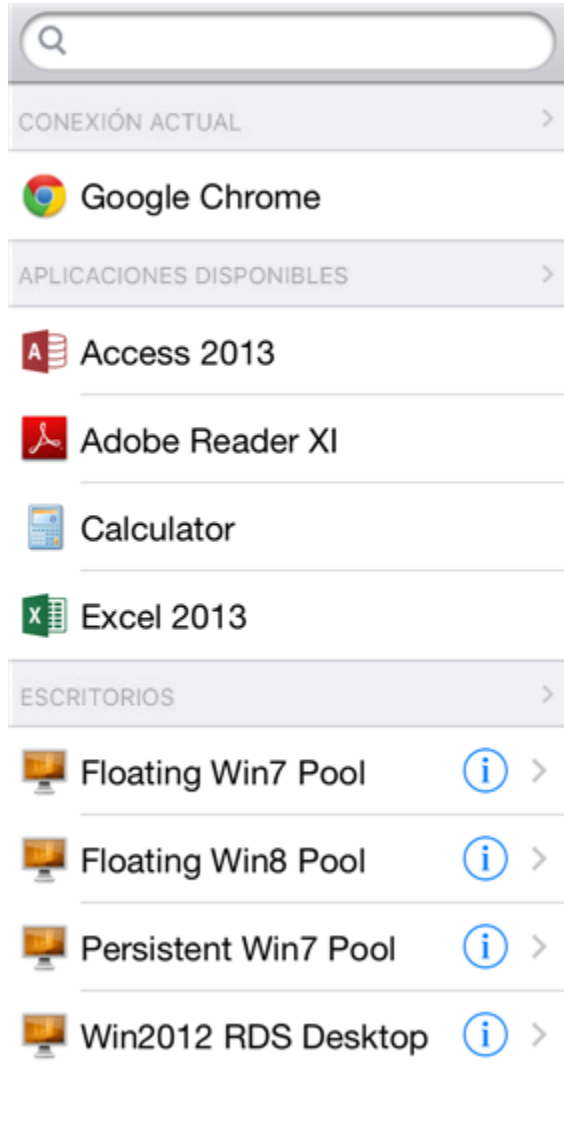 CONEXIÓN ACTUAL
Google Chrome
APLICACIONES DISPONIBLES
Access 2013
Adobe Reader XI
Calculator
Excel 2013
ESCRITORIOS
Floating Win7 Pool
Floating Win8 Pool
Persistent Win7 Pool
Win2012 RDS Desktop